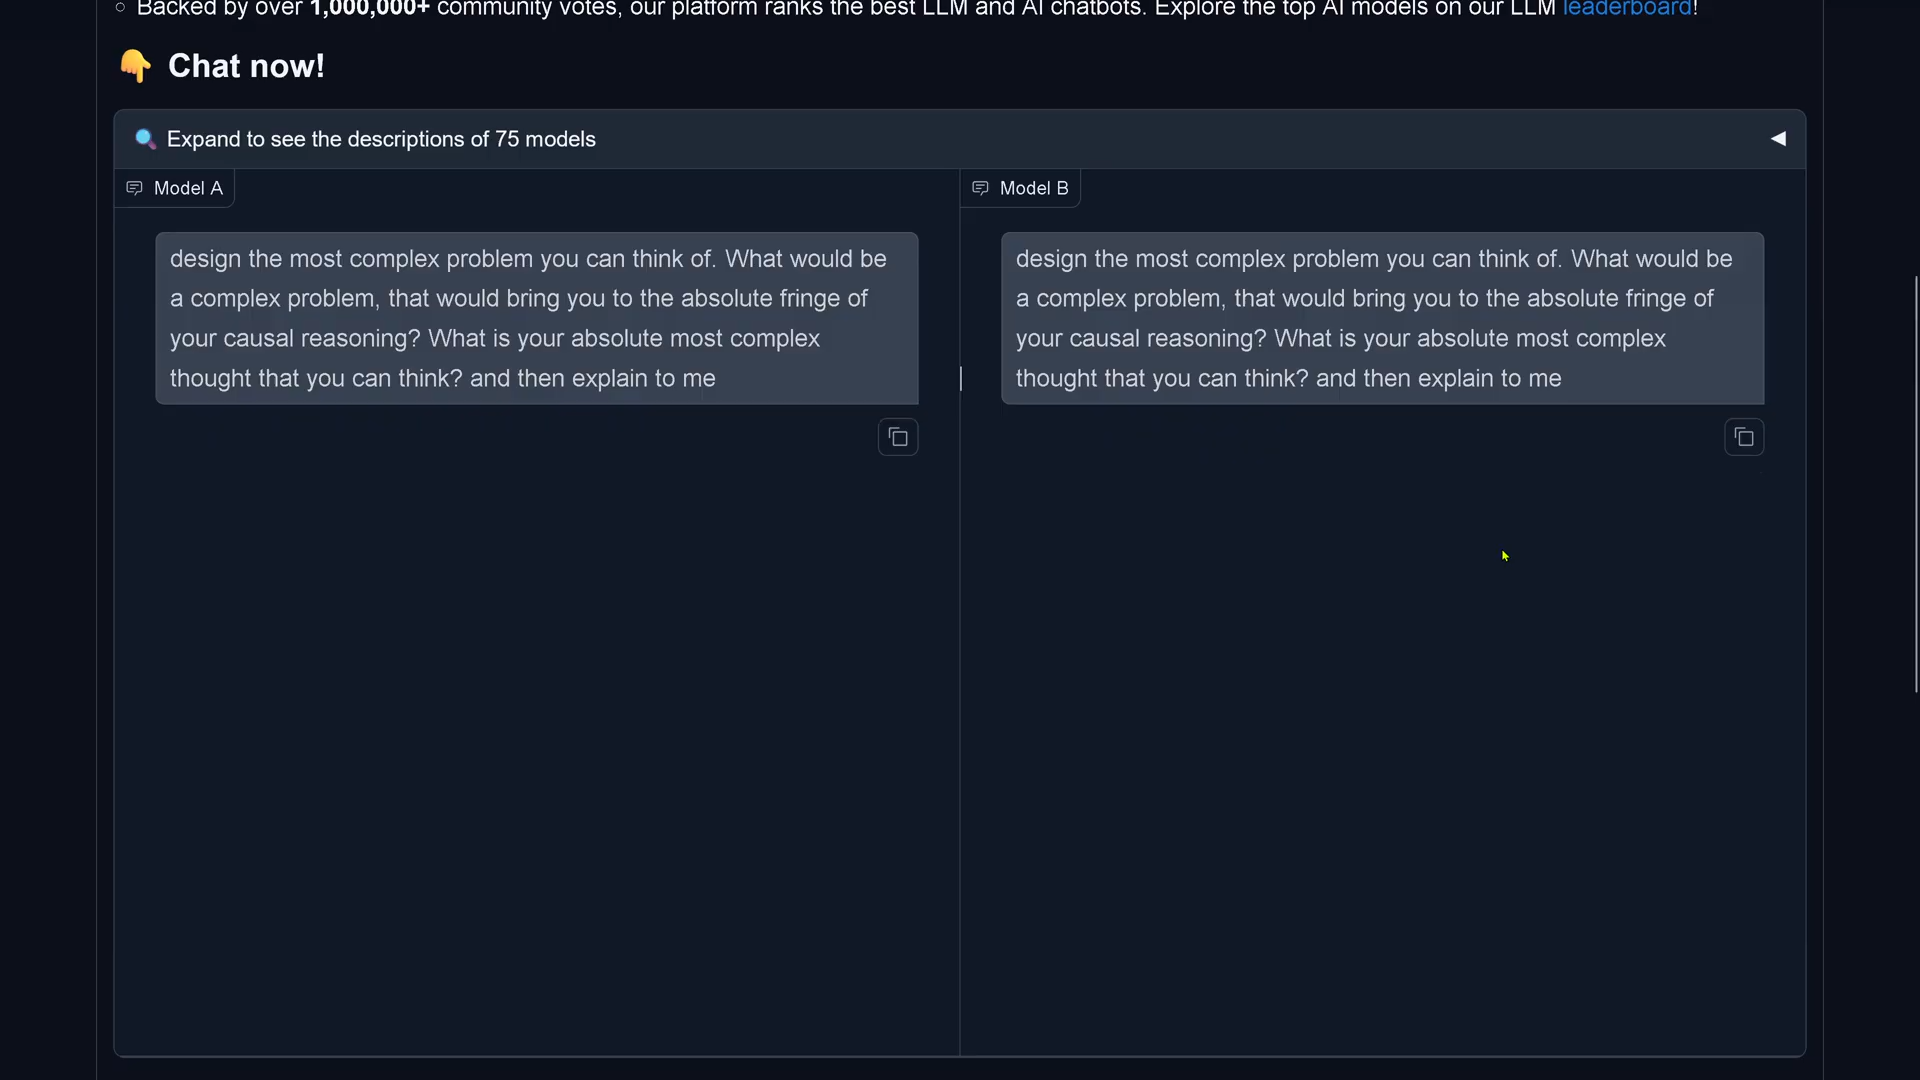 Backed by over 1,000,000+ community votes, our platform ranks the best LLM and AI chatbots. Explore the top AI models on our LLM leaderboard!
👇 Chat now!
🔍 Expand to see the descriptions of 75 models
Model A
design the most complex problem you can think of. What would be
a complex problem, that would bring you to the absolute fringe of
your causal reasoning? What is your absolute most complex
thought that you can think? and then explain to me
Model B
design the most complex problem you can think of. What would be
a complex problem, that would bring you to the absolute fringe of
your causal reasoning? What is your absolute most complex
thought that you can think? and then explain to me